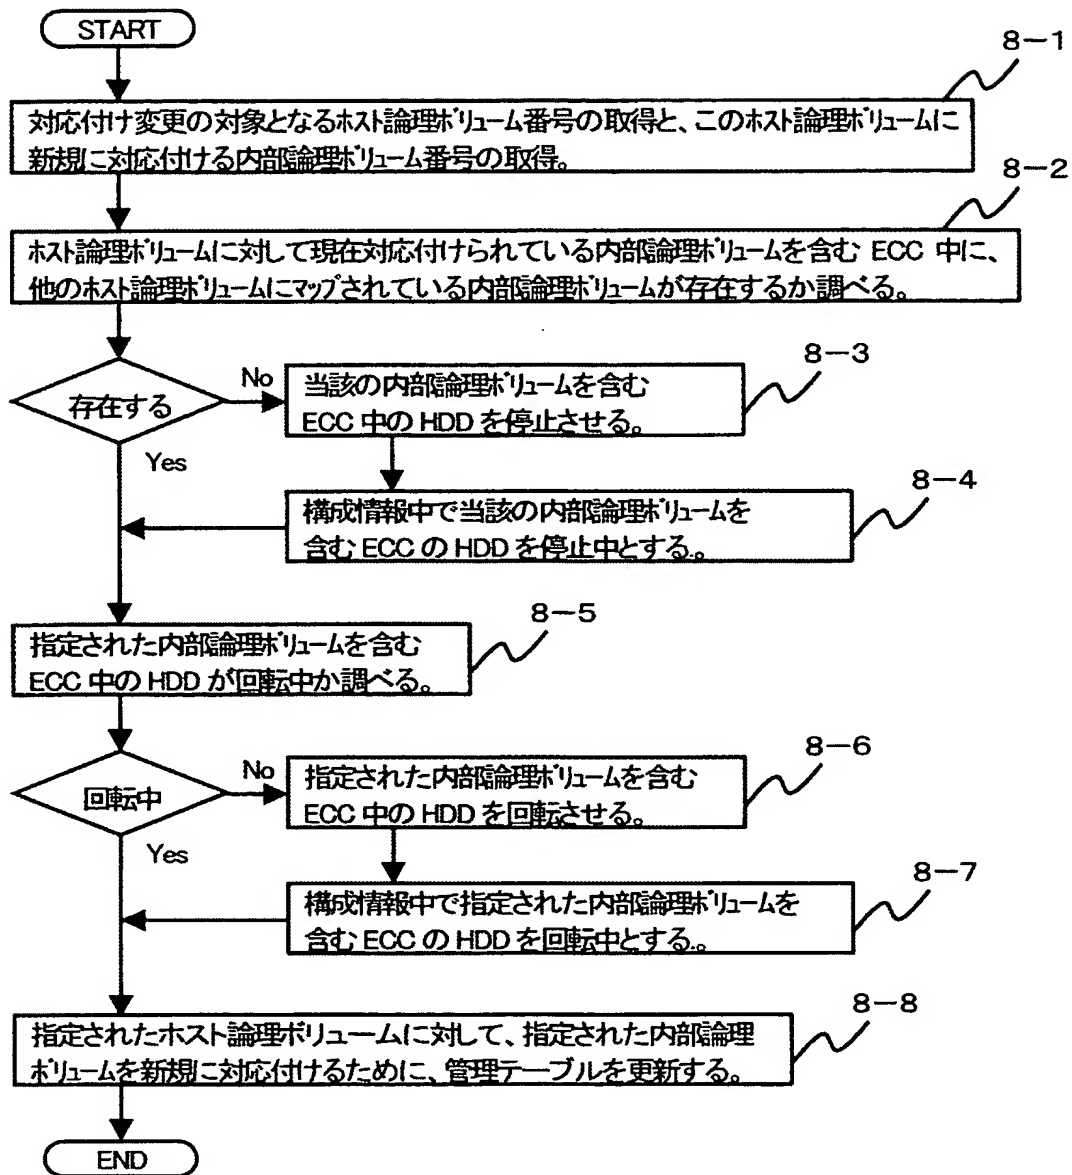 START
8-1
対応付け変更の対象となるホスト論理ボリューム番号の取得と、このホスト論理ボリュームに
新規に対応付ける内部論理ボリューム番号の取得。
8-2
ホスト論理ボリュームに対して現在対応付けられている内部論理ボリュームを含む ECC 中に、
他のホスト論理ボリュームにマップされている内部論理ボリュームが存在するか調べる。
8-3
存在する
No
Yes
当該の内部論理ボリュームを含む
ECC 中の HDD を停止させる。
8-4
構成情報中で当該の内部論理ボリュームを
含む ECC の HDD を停止中とする.。
8-5
指定された内部論理ボリュームを含む
ECC 中の HDD が回転中か調べる。
8-6
回転中
No
Yes
指定された内部論理ボリュームを含む
ECC 中の HDD を回転させる。
8-7
構成情報中で指定された内部論理ボリュームを
含む ECC の HDD を回転中とする.。
8-8
指定されたホスト論理ボリュームに対して、指定された内部論理
ボリュームを新規に対応付けるために、管理テーブルを更新する。
END